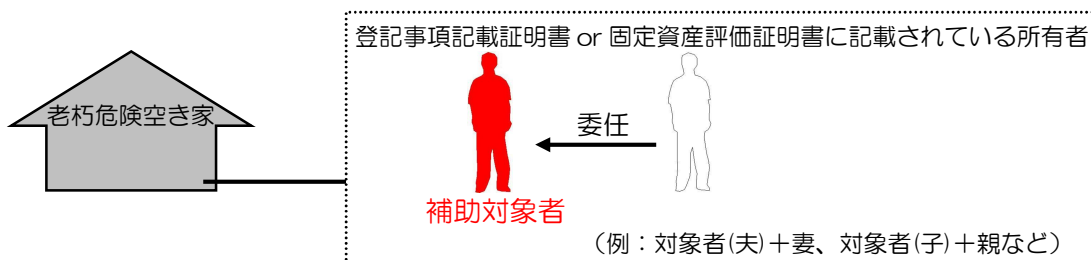 登記事項記載証明書 or 固定資産評価証明書に記載されている所有者
老朽危険空き家
委任
補助対象者
（例：対象者(夫)＋妻、対象者(子)＋親など）